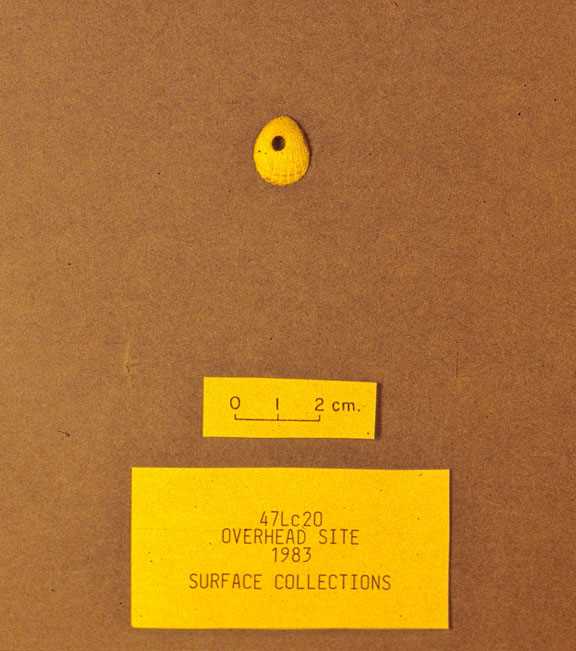 0 1 2 cm.
47Lc20
OVERHEAD SITE
1983
SURFACE COLLECTIONS